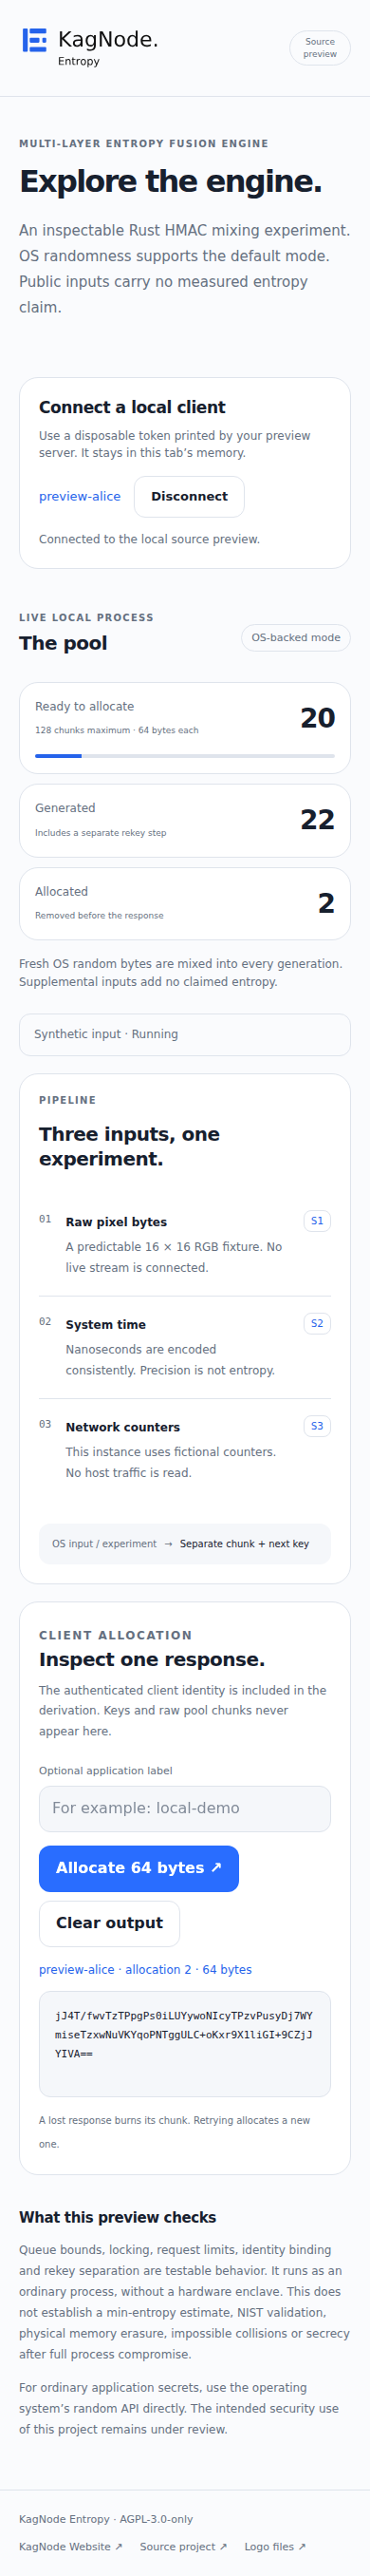 KagNode.
Entropy
Source
preview
MULTI-LAYER ENTROPY FUSION ENGINE
Explore the engine.
An inspectable Rust HMAC mixing experiment.
OS randomness supports the default mode.
Public inputs carry no measured entropy
claim.
Connect a local client
Use a disposable token printed by your preview
server. It stays in this tab’s memory.
preview-alice
Disconnect
Connected to the local source preview.
LIVE LOCAL PROCESS
The pool
OS-backed mode
Ready to allocate
128 chunks maximum · 64 bytes each
20
Generated
Includes a separate rekey step
22
Allocated
Removed before the response
2
Fresh OS random bytes are mixed into every generation.
Supplemental inputs add no claimed entropy.
Synthetic input · Running
PIPELINE
Three inputs, one
experiment.
01 Raw pixel bytes S1
A predictable 16 × 16 RGB fixture. No
live stream is connected.
02 System time S2
Nanoseconds are encoded
consistently. Precision is not entropy.
03 Network counters S3
This instance uses fictional counters.
No host traffic is read.
OS input / experiment → Separate chunk + next key
CLIENT ALLOCATION
Inspect one response.
The authenticated client identity is included in the
derivation. Keys and raw pool chunks never
appear here.
Optional application label
For example: local-demo
Allocate 64 bytes ↗
Clear output
preview-alice · allocation 2 · 64 bytes
jJ4T/fwvTzTPpgPs0iLUYywoNIcyTPzvPusyDj7WY
miseTzxwNuVKYqoPNTggULC+oKxr9X1liGI+9CZjJ
YIVA==
A lost response burns its chunk. Retrying allocates a new
one.
What this preview checks
Queue bounds, locking, request limits, identity binding
and rekey separation are testable behavior. It runs as an
ordinary process, without a hardware enclave. This does
not establish a min-entropy estimate, NIST validation,
physical memory erasure, impossible collisions or secrecy
after full process compromise.
For ordinary application secrets, use the operating
system’s random API directly. The intended security use
of this project remains under review.
KagNode Entropy · AGPL-3.0-only
KagNode Website ↗ Source project ↗ Logo files ↗